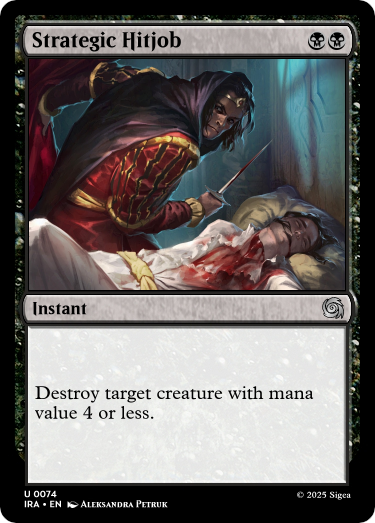 Strategic Hitjob
Instant
Destroy target creature with mana
value 4 or less.
U 0074
IRA • EN Aleksandra Petruk
© 2025 Sigea